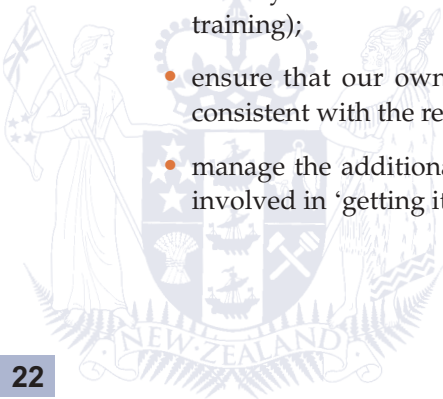 training);
• ensure that our own
consistent with the re
• manage the additiona
involved in ‘getting it
NEW ZEALAND
22